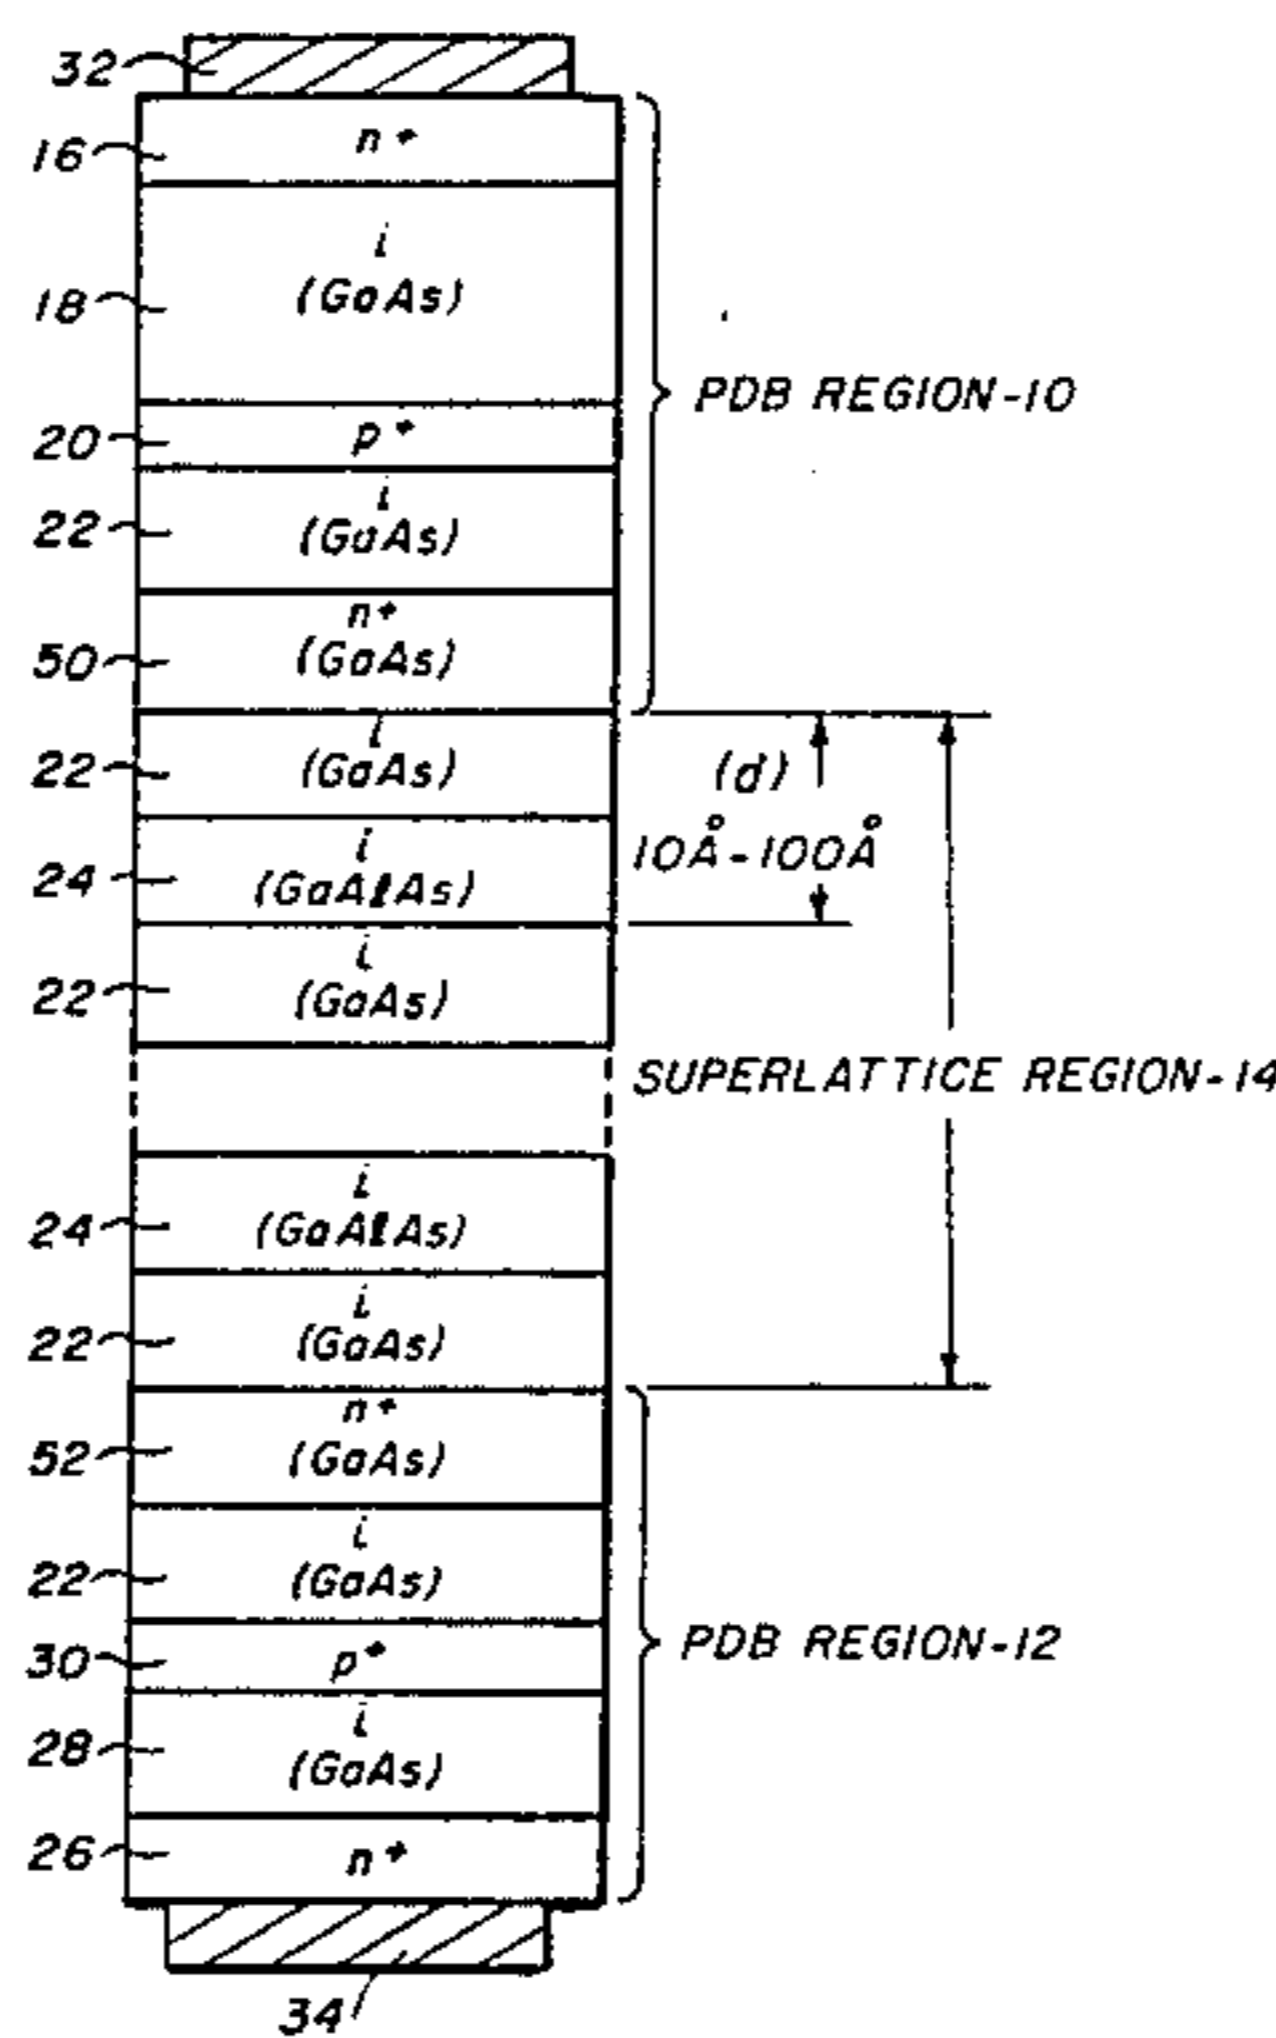 32
16
n+
i
18
(GaAs)
PDB REGION-10
20
p+
i
22
(GaAs)
n+
50
(GaAs)
i
22
(GaAs)
(d)
10Å-100Å
i
24
(GaAlAs)
i
22
(GaAs)
SUPERLATTICE REGION-14
i
24
(GaAlAs)
i
22
(GaAs)
n+
52
(GaAs)
i
22
(GaAs)
PDB REGION-12
30
p+
i
28
(GaAs)
26
n+
34